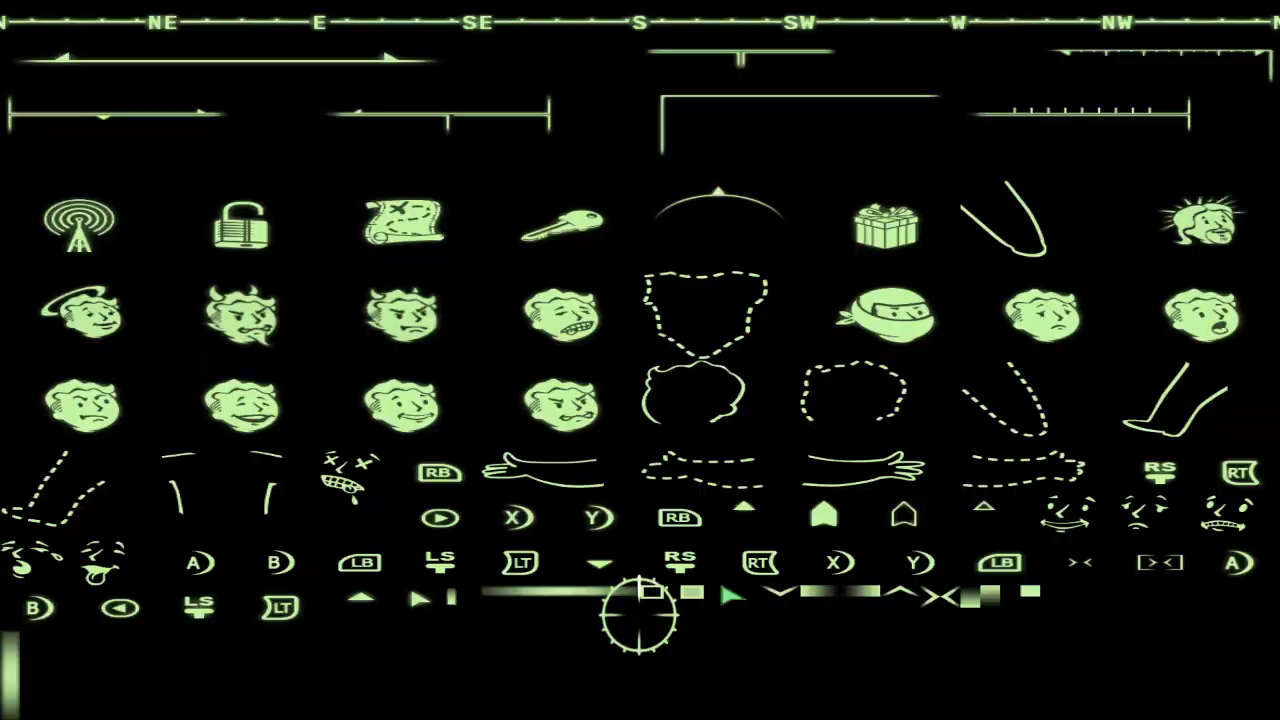 N NE E SE S SW W NW N
RB RS RT
X Y RB
A B LB LS LT RS RT X Y LB A
B LS LT